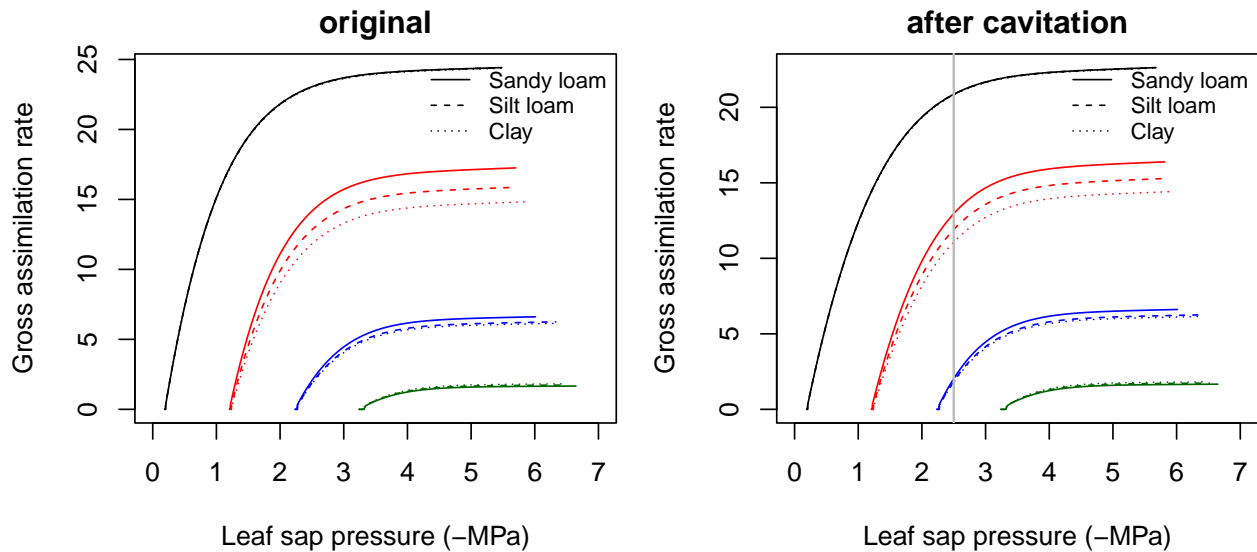 original
Gross assimilation rate
25
20
15
10
5
0
Sandy loam
Silt loam
Clay
0 1 2 3 4 5 6 7
Leaf sap pressure (−MPa)
after cavitation
Gross assimilation rate
20
15
10
5
0
Sandy loam
Silt loam
Clay
0 1 2 3 4 5 6 7
Leaf sap pressure (−MPa)